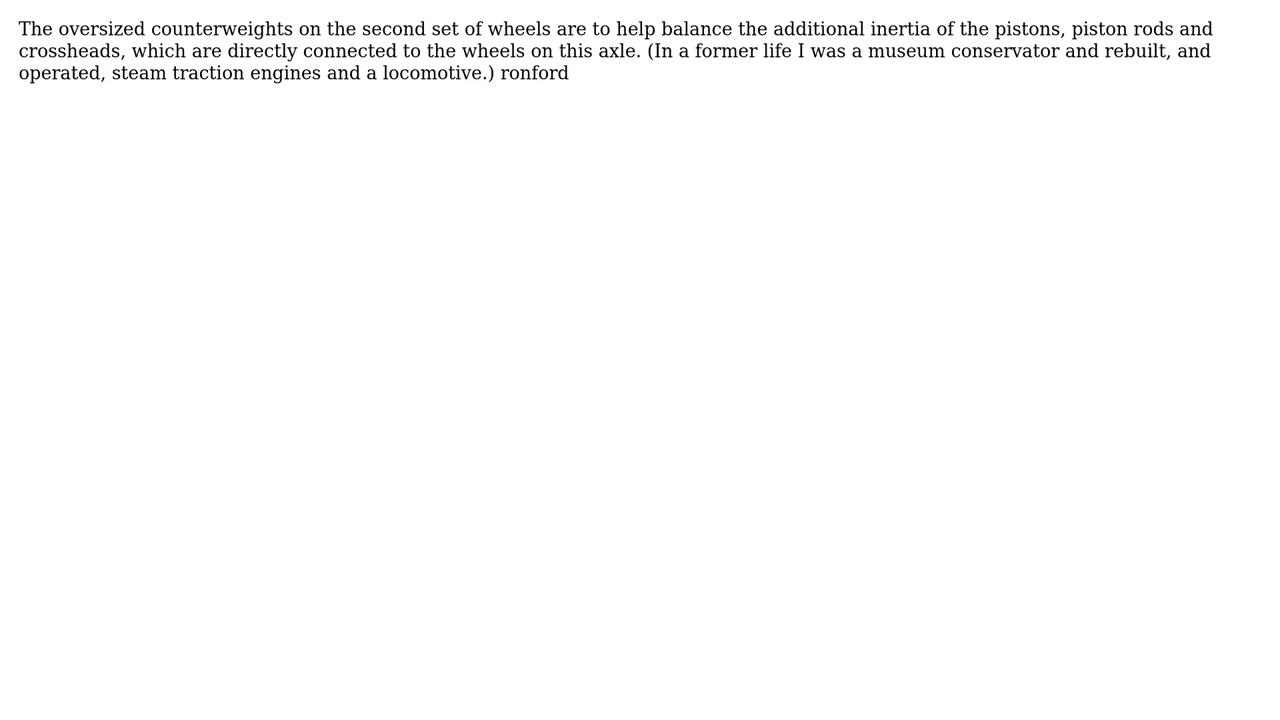 The oversized counterweights on the second set of wheels are to help balance the additional inertia of the pistons, piston rods and
crossheads, which are directly connected to the wheels on this axle. (In a former life I was a museum conservator and rebuilt, and
operated, steam traction engines and a locomotive.) ronford